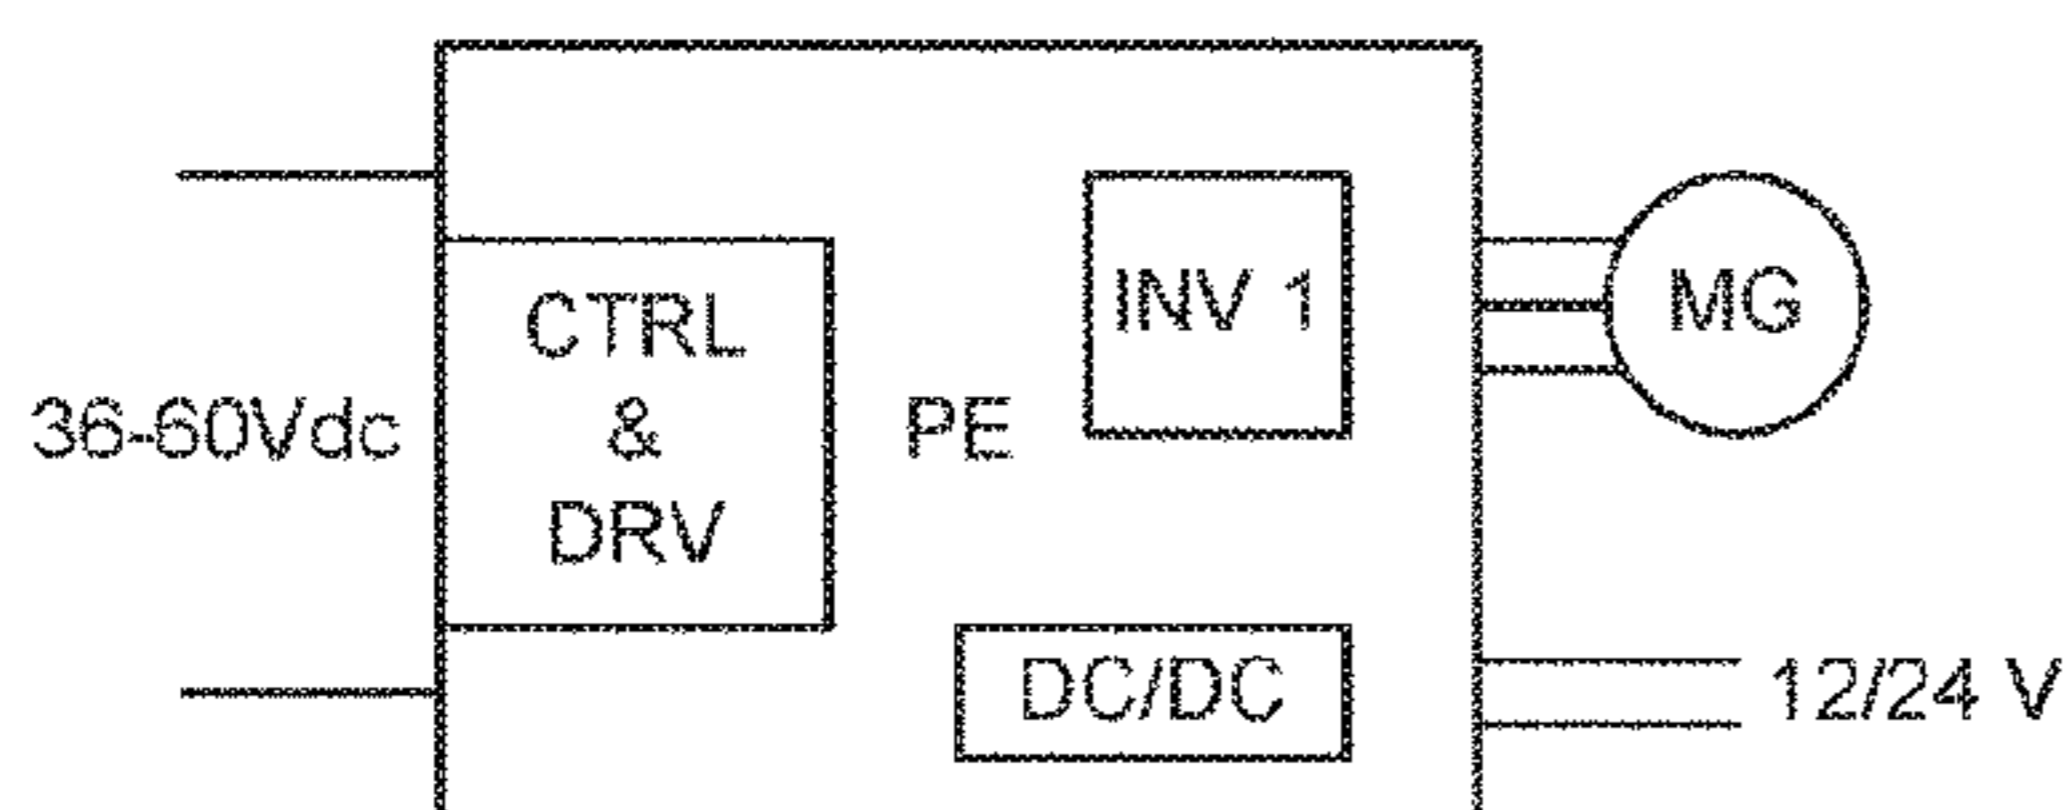 36-60Vdc
CTRL
&
DRV
PE
INV 1
MG
DC/DC
12/24 V